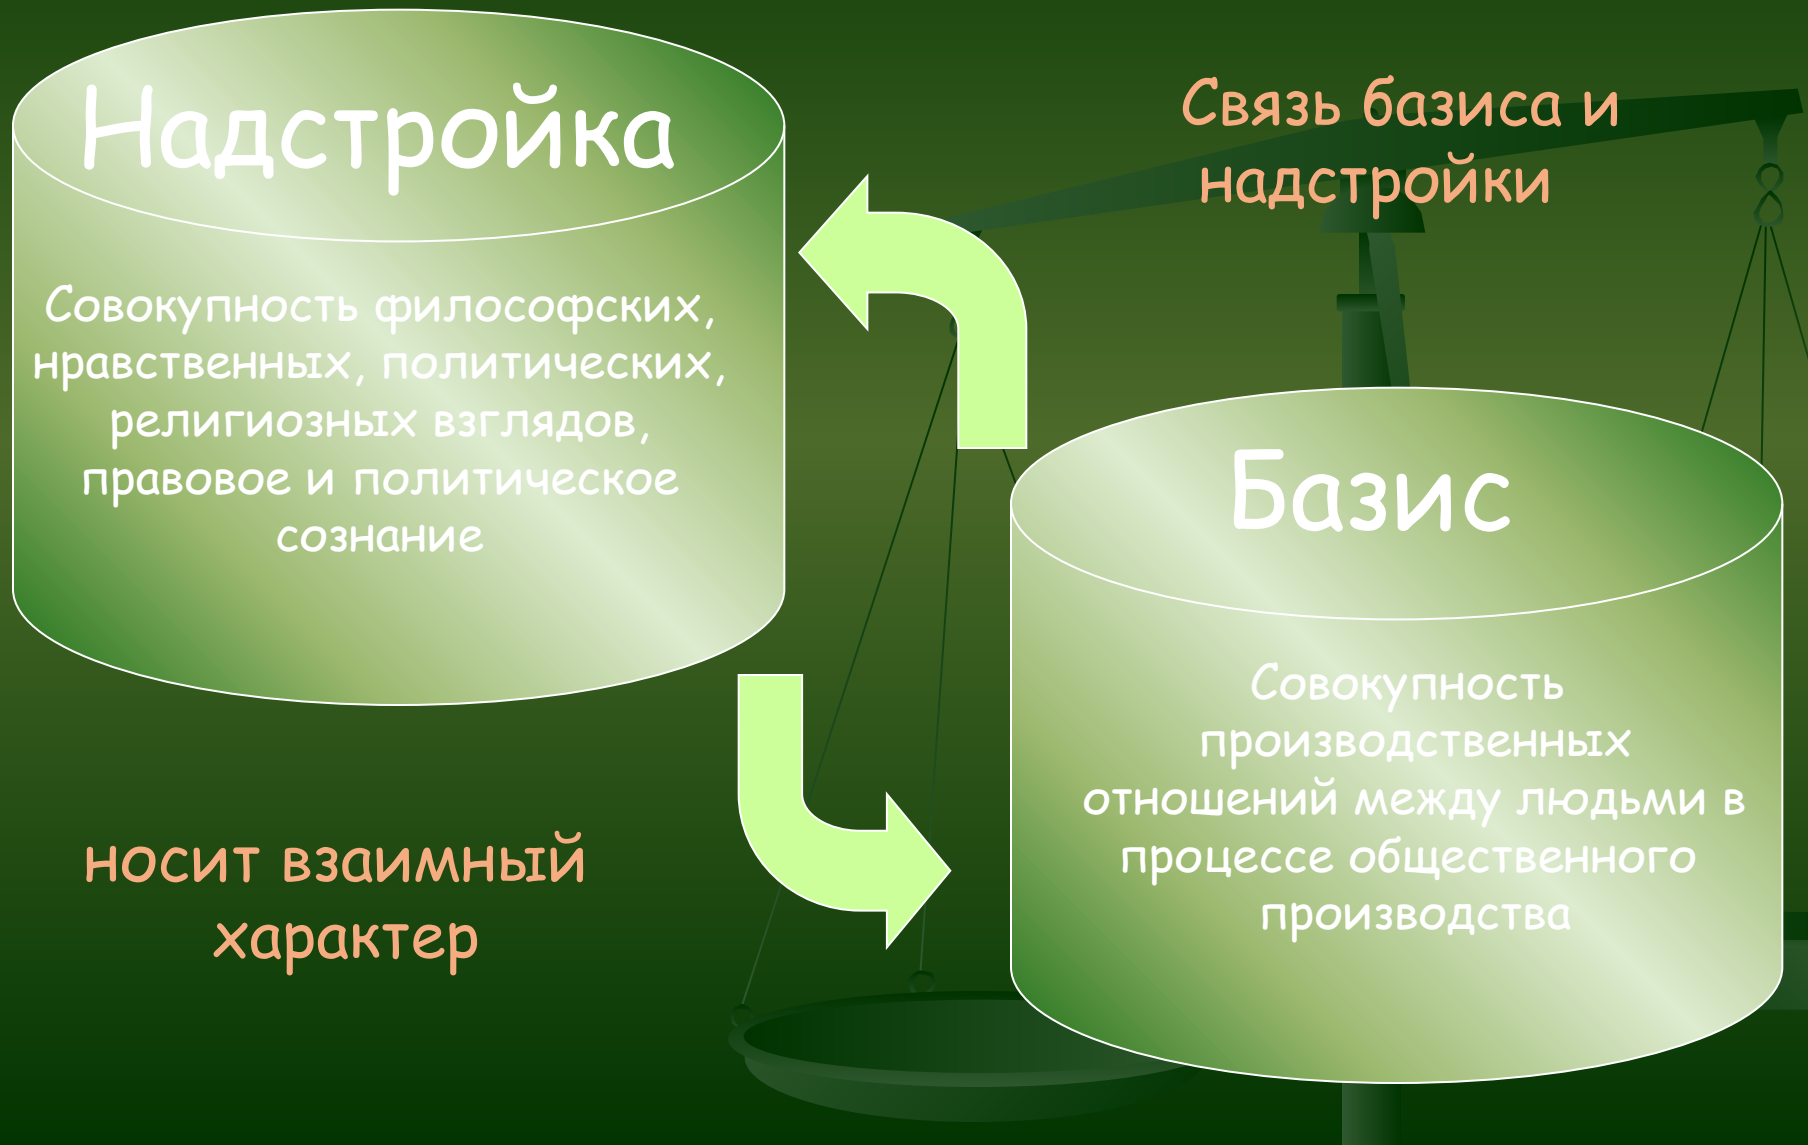 Надстройка
Совокупность философских,
нравственных, политических,
религиозных взглядов,
правовое и политическое
сознание
Связь базиса и
надстройки
Базис
Совокупность
производственных
отношений между людьми в
процессе общественного
производства
носит взаимный
характер